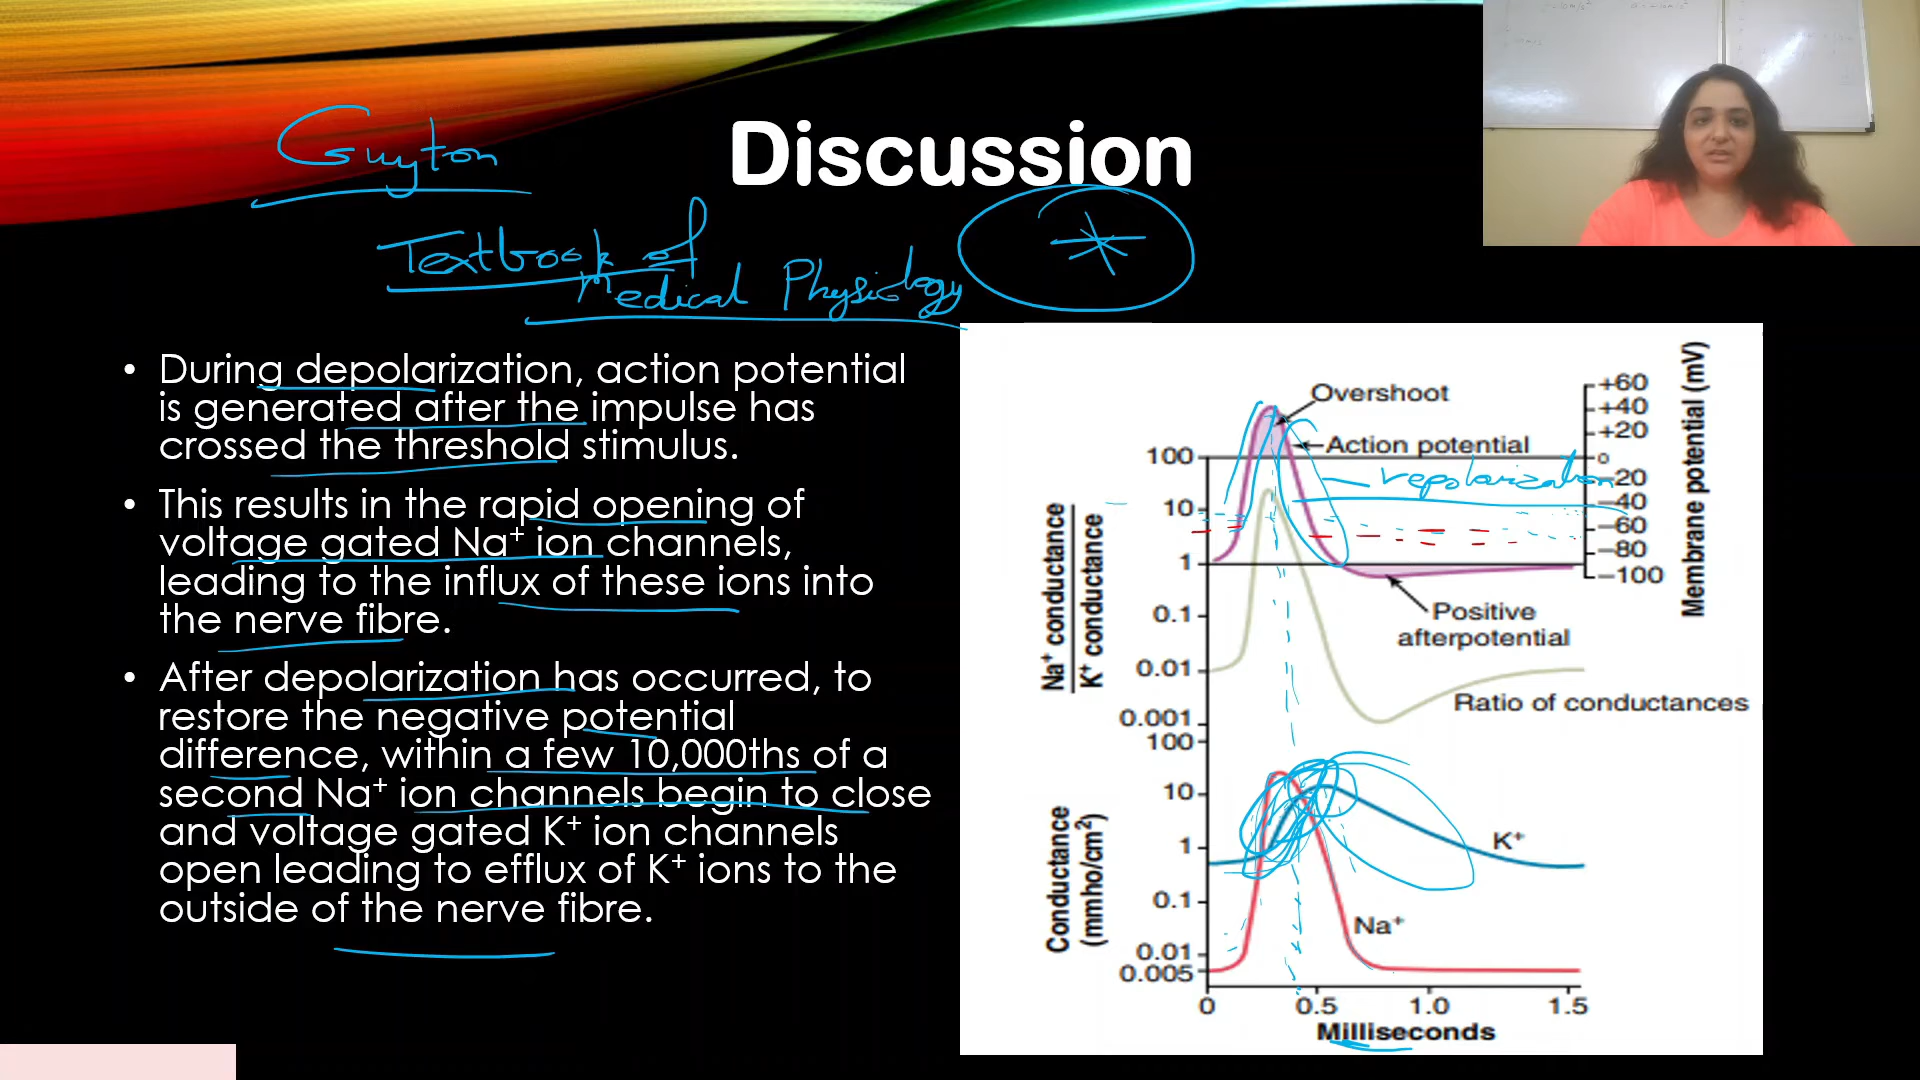 Discussion
Guyton
Textbook of
Medical Physiology
• During depolarization, action potential
is generated after the impulse has
crossed the threshold stimulus.
• This results in the rapid opening of
voltage gated Na⁺ ion channels,
leading to the influx of these ions into
the nerve fibre.
• After depolarization has occurred, to
restore the negative potential
difference, within a few 10,000ths of a
second Na⁺ ion channels begin to close
and voltage gated K⁺ ion channels
open leading to efflux of K⁺ ions to the
outside of the nerve fibre.
Overshoot
Action potential
repolarization
Positive
afterpotential
Ratio of conductances
Na⁺ conductance
K⁺ conductance
100
10
1
0.1
0.01
0.001
+60
+40
+20
0
–20
–40
–60
–80
–100
Membrane potential (mV)
Conductance
(mmho/cm²)
100
10
1
0.1
0.01
0.005
K⁺
Na⁺
0 0.5 1.0 1.5
Milliseconds